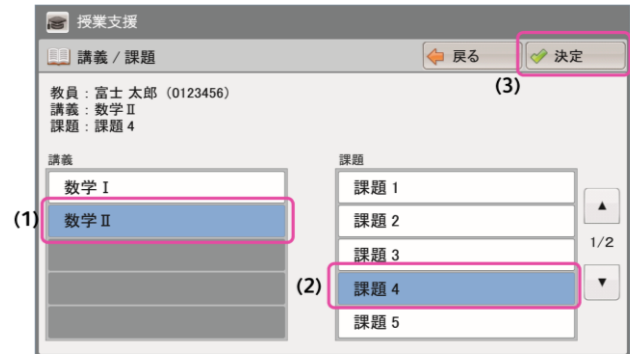 授業支援
講義 / 課題
戻る
決定
(3)
教員 : 富士 太郎 (0123456)
講義 : 数学Ⅱ
課題 : 課題 4
講義
数学Ⅰ
(1)
数学Ⅱ
課題
課題 1
課題 2
課題 3
(2)
課題 4
課題 5
▲
1/2
▼